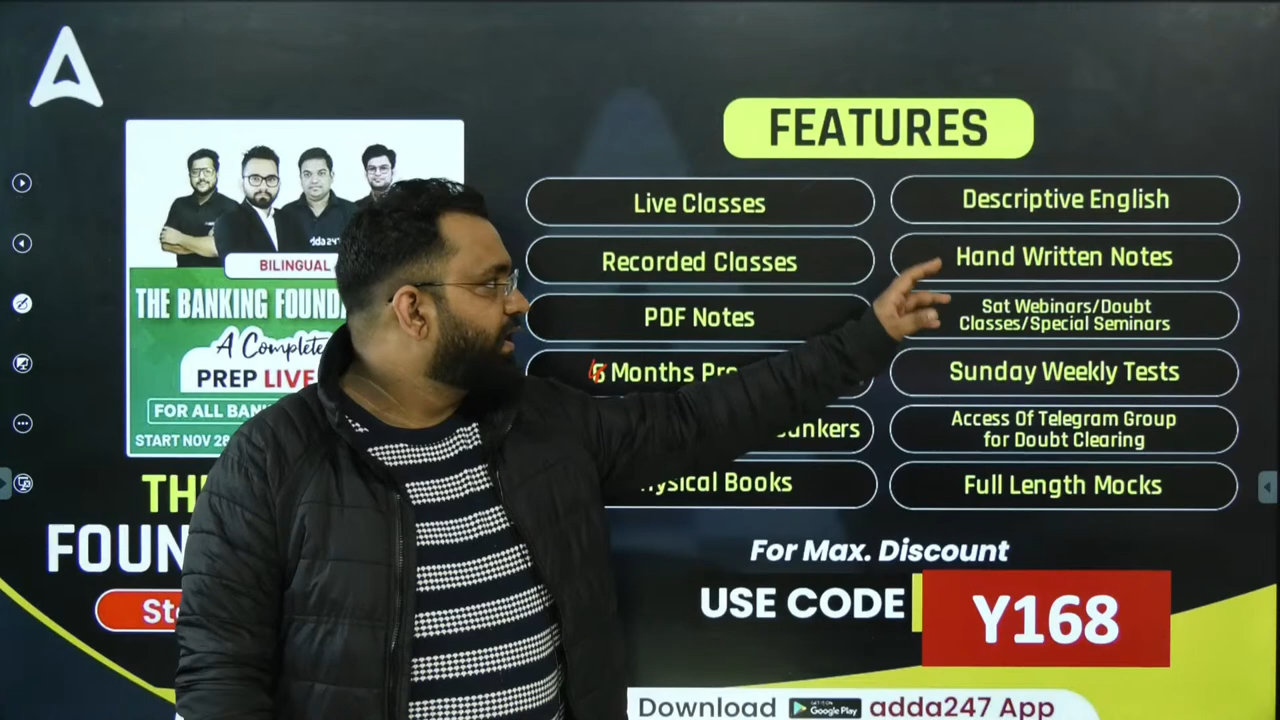 FEATURES
Live Classes
Recorded Classes
PDF Notes
Months
Books
Descriptive English
Hand Written Notes
Sat Webinars/Doubt
Classes/Special Seminars
Sunday Weekly Tests
Access Of Telegram Group
for Doubt Clearing
Full Length Mocks
dda 247
BILINGUAL
THE BANKING
A Complete
PREP LIVE
FOR ALL
START NOV 28
For Max. Discount
USE CODE
Y168
Download
GET IT ON
Google Play
adda247 App